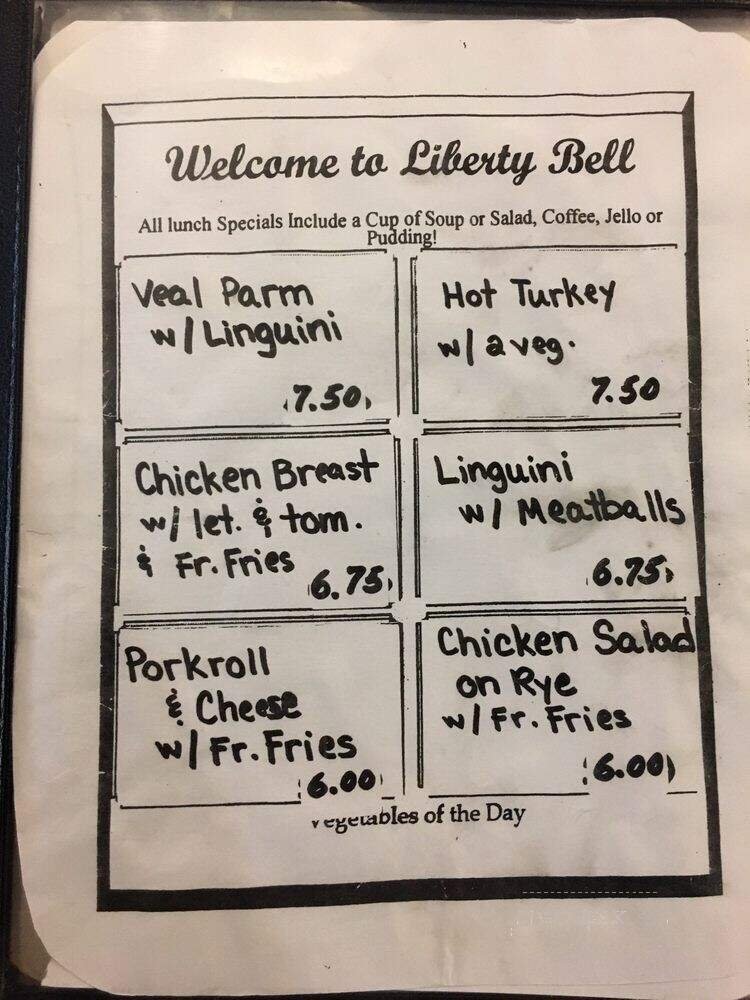 Welcome to Liberty Bell
All lunch Specials Include a Cup of Soup or Salad, Coffee, Jello or
Pudding!
Veal Parm
w/ Linguini
7.50
Hot Turkey
w/ a veg.
7.50
Chicken Breast
w/ let. & tom.
& Fr. Fries
6.75
Linguini
w/ Meatballs
6.75
Porkroll
& Cheese
w/ Fr. Fries
6.00
Chicken Salad
on Rye
w/ Fr. Fries
6.00
Vegetables of the Day